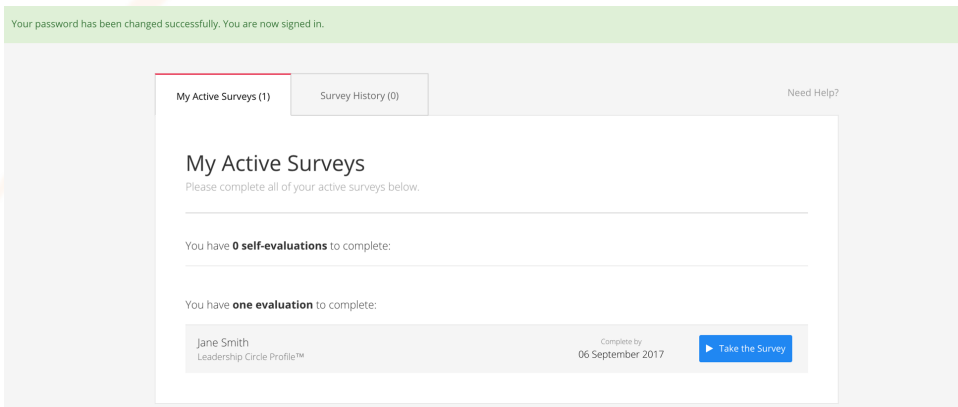 Your password has been changed successfully. You are now signed in.
My Active Surveys (1)
Survey History (0)
Need Help?
My Active Surveys
Please complete all of your active surveys below.
You have 0 self-evaluations to complete:
You have one evaluation to complete:
Jane Smith
Leadership Circle Profile™
Complete by
06 September 2017
Take the Survey